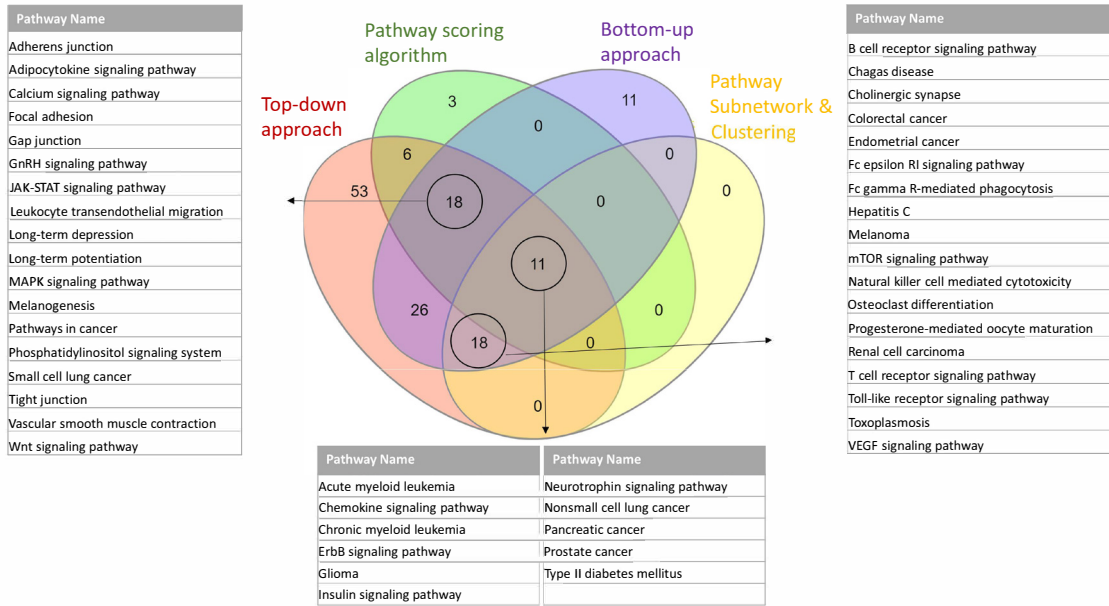 Pathway Name
Adherens junction
Adipocytokine signaling pathway
Calcium signaling pathway
Focal adhesion
Gap junction
GnRH signaling pathway
JAK-STAT signaling pathway
Leukocyte transendothelial migration
Long-term depression
Long-term potentiation
MAPK signaling pathway
Melanogenesis
Pathways in cancer
Phosphatidylinositol signaling system
Small cell lung cancer
Tight junction
Vascular smooth muscle contraction
Wnt signaling pathway
Top-down
approach
Pathway scoring
algorithm
Bottom-up
approach
Pathway
Subnetwork &
Clustering
3
11
0
6
0
53
18
0
0
11
26
0
18
0
0
Pathway Name
B cell receptor signaling pathway
Chagas disease
Cholinergic synapse
Colorectal cancer
Endometrial cancer
Fc epsilon RI signaling pathway
Fc gamma R-mediated phagocytosis
Hepatitis C
Melanoma
mTOR signaling pathway
Natural killer cell mediated cytotoxicity
Osteoclast differentiation
Progesterone-mediated oocyte maturation
Renal cell carcinoma
T cell receptor signaling pathway
Toll-like receptor signaling pathway
Toxoplasmosis
VEGF signaling pathway
Pathway Name
Acute myeloid leukemia
Chemokine signaling pathway
Chronic myeloid leukemia
ErbB signaling pathway
Glioma
Insulin signaling pathway
Pathway Name
Neurotrophin signaling pathway
Nonsmall cell lung cancer
Pancreatic cancer
Prostate cancer
Type II diabetes mellitus